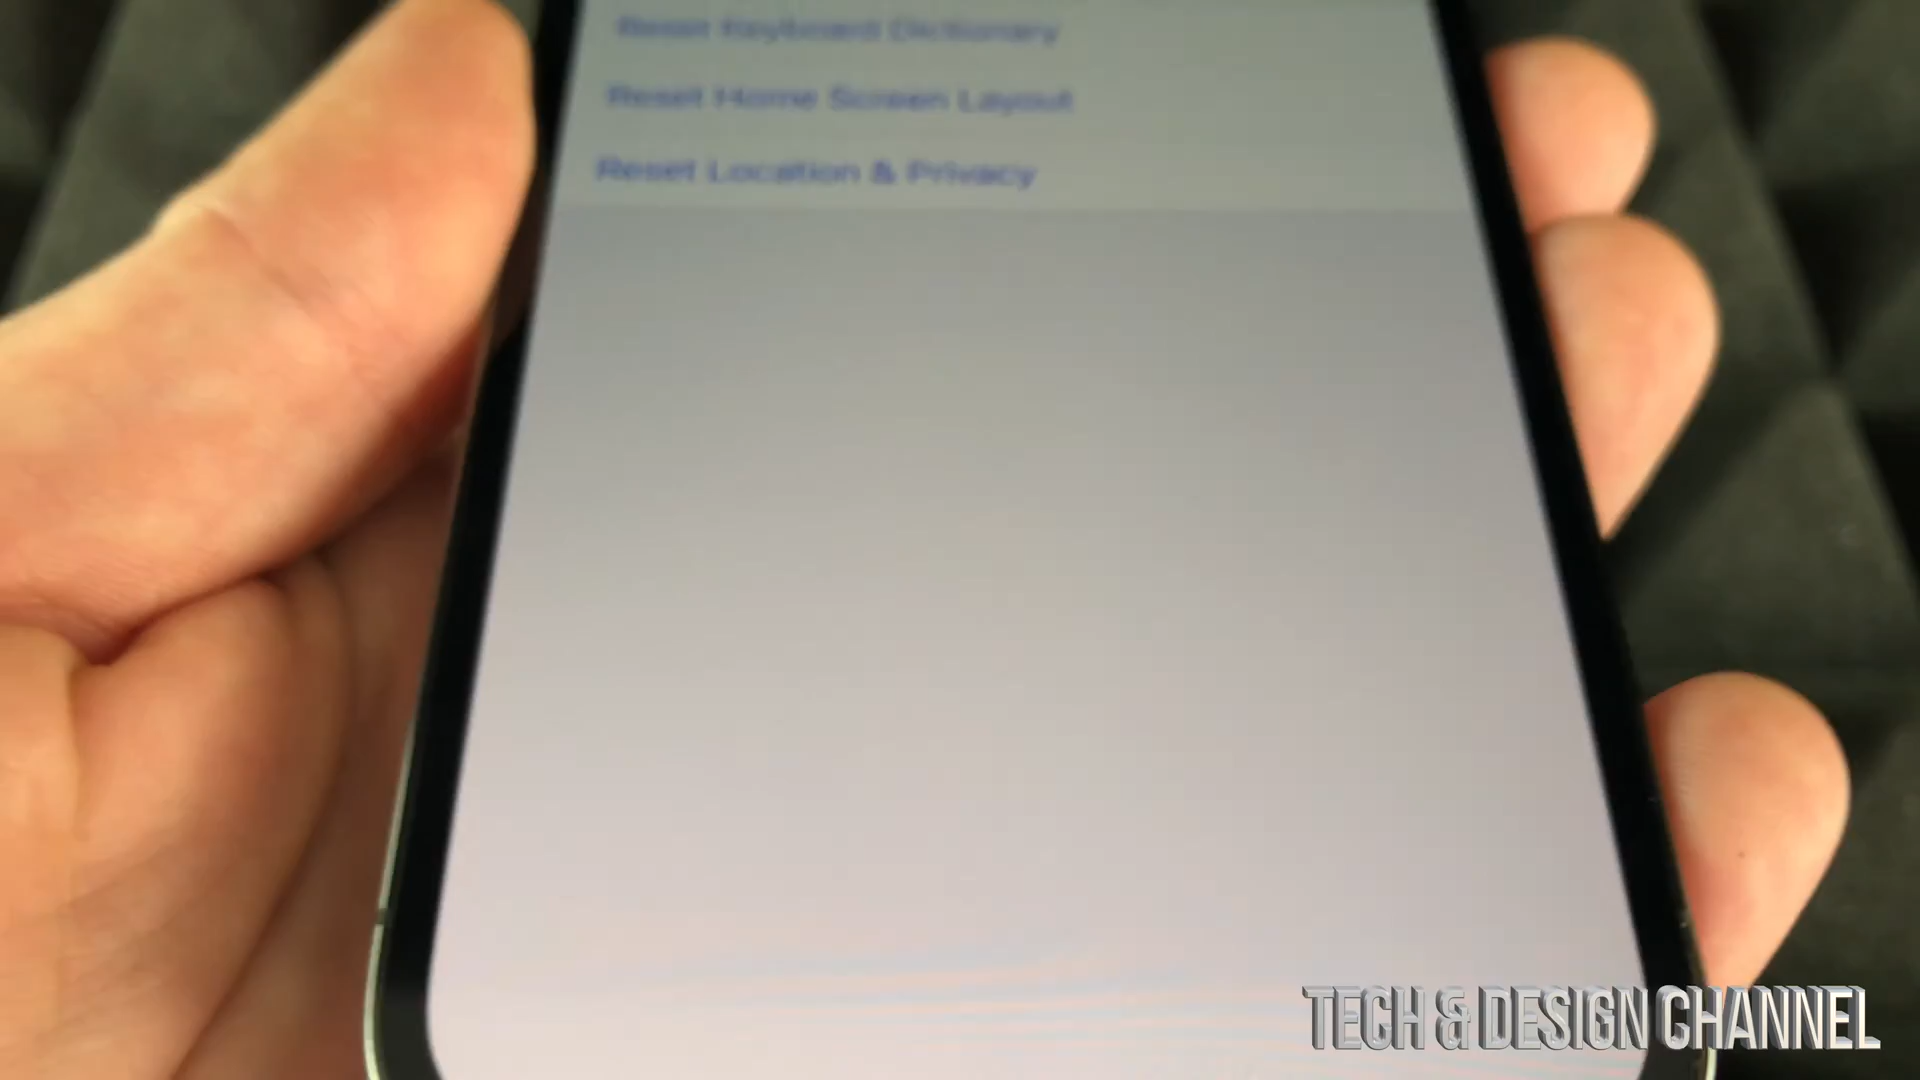 Reset Keyboard Dictionary
Reset Home Screen Layout
Reset Location & Privacy
TECH & DESIGN CHANNEL